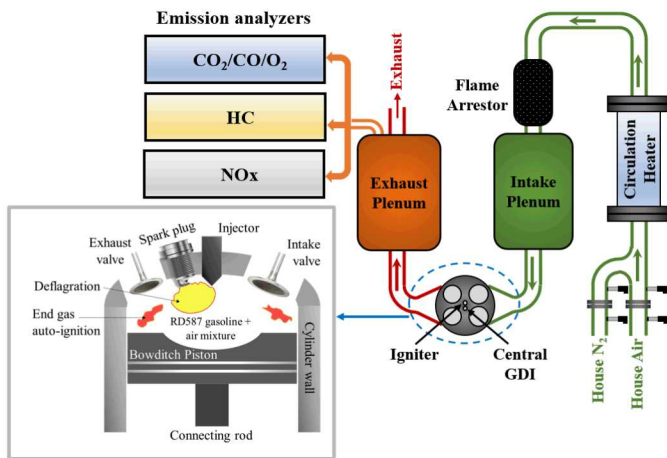 Emission analyzers
CO₂/CO/O₂
HC
NOx
Exhaust
Flame
Arrestor
Circulation
Heater
Exhaust
Plenum
Intake
Plenum
Igniter
Central
GDI
House N₂
House Air
Exhaust
valve
Spark plug
Injector
Intake
valve
Deflagration
End gas
auto-ignition
RD587 gasoline +
air mixture
Bowditch Piston
Cylinder wall
Connecting rod